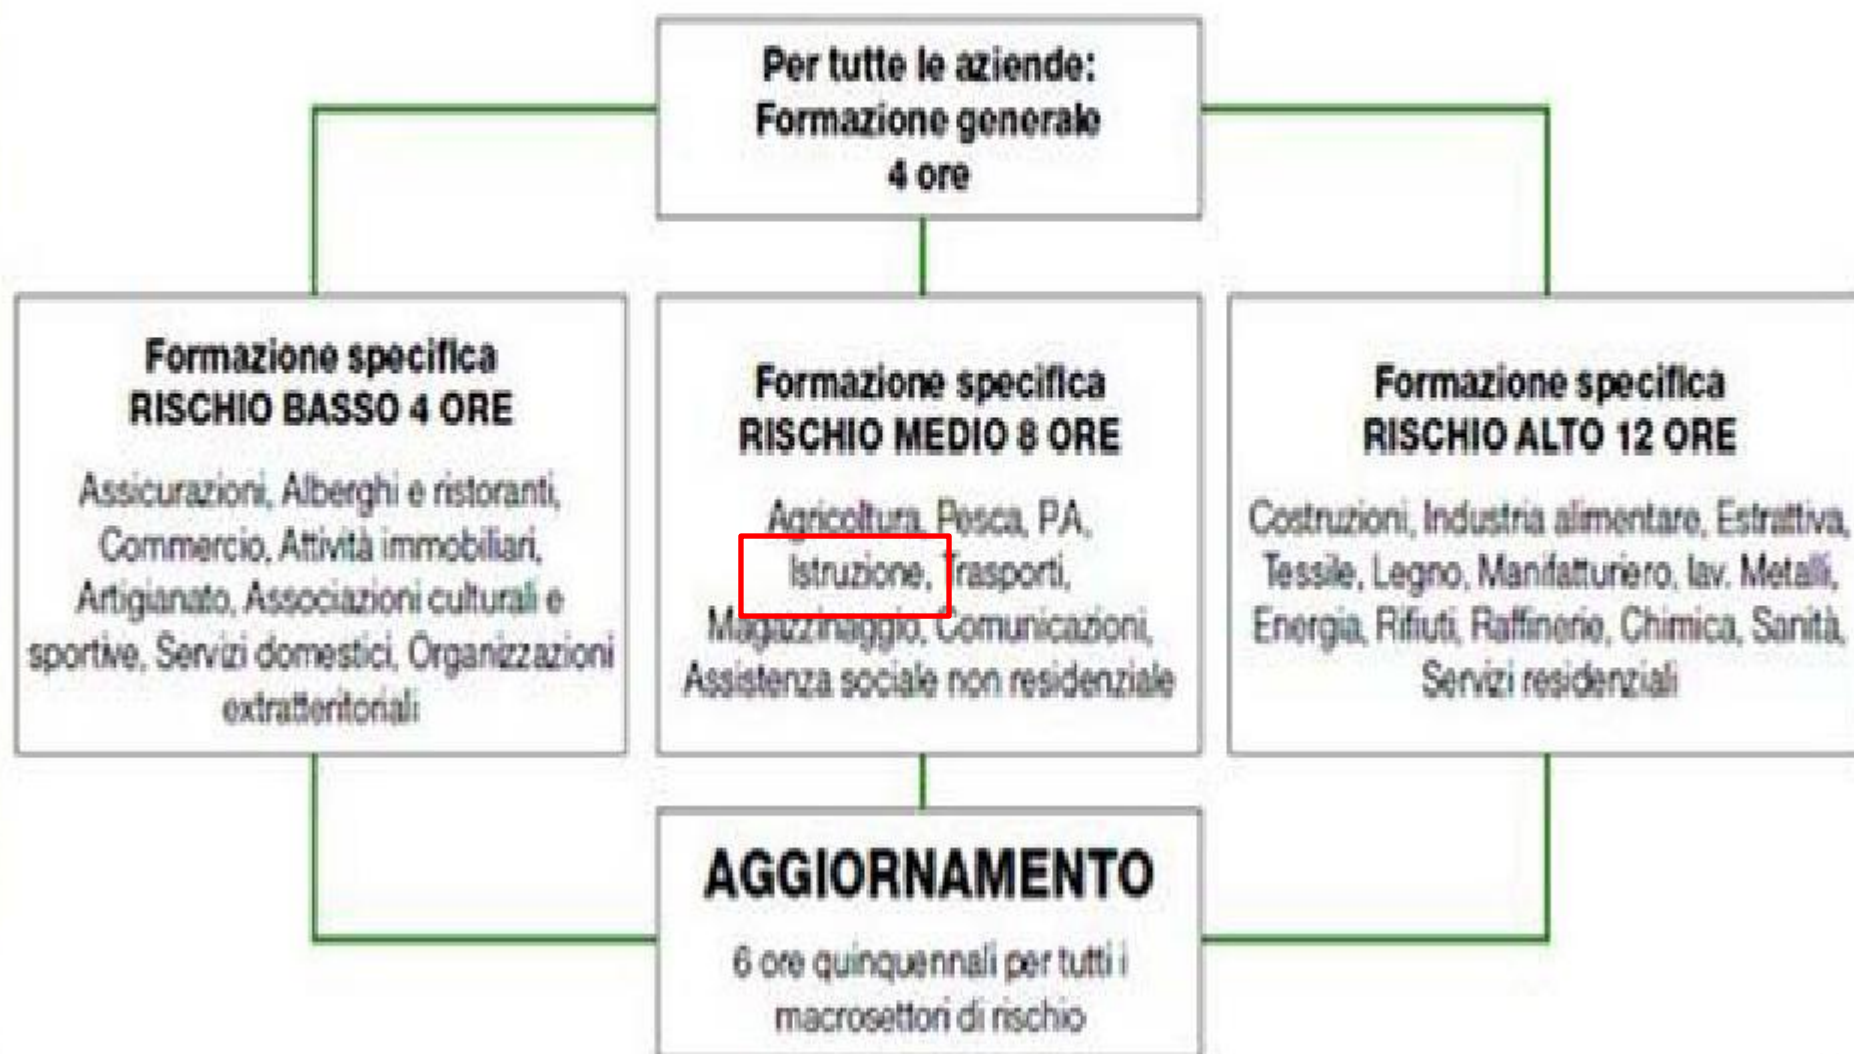 Per tutte le aziende:
Formazione generale
4 ore
Formazione specifica
RISCHIO BASSO 4 ORE
Assicurazioni, Alberghi e ristoranti,
Commercio, Attività immobiliari,
Artigianato, Associazioni culturali e
sportive, Servizi domestici, Organizzazioni
extratteritoriali
Formazione specifica
RISCHIO MEDIO 8 ORE
Agricoltura, Pesca, P.A,
Istruzione, Trasporti,
Magazzinaggio, Comunicazioni,
Assistenza sociale non residenziale
Formazione specifica
RISCHIO ALTO 12 ORE
Costruzioni, Industria alimentare, Estrattiva,
Tessile, Legno, Manifatturiero, lav. Metalli,
Energia, Rifiuti, Raffinerie, Chimica, Sanità,
Servizi residenziali
AGGIORNAMENTO
6 ore quinquennali per tutti i
macrosettori di rischio